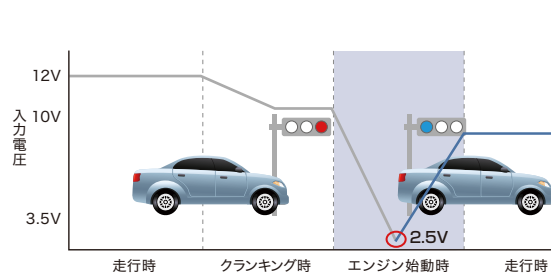 12V
10V
入力電圧
3.5V
2.5V
走行時
クランキング時
エンジン始動時
走行時